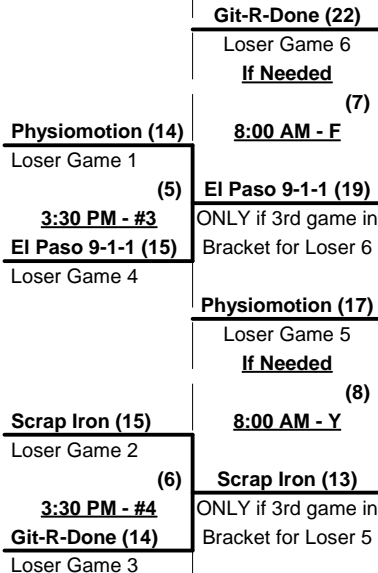 Git-R-Done (22)
Loser Game 6
If Needed
(7)
8:00 AM - F
Physiomotion (14)
Loser Game 1
(5)
El Paso 9-1-1 (19)
3:30 PM - #3
ONLY if 3rd game in
El Paso 9-1-1 (15)
Bracket for Loser 6
Loser Game 4
Physiomotion (17)
Loser Game 5
If Needed
(8)
8:00 AM - Y
Scrap Iron (15)
Loser Game 2
(6)
Scrap Iron (13)
3:30 PM - #4
ONLY if 3rd game in
Git-R-Done (14)
Bracket for Loser 5
Loser Game 3